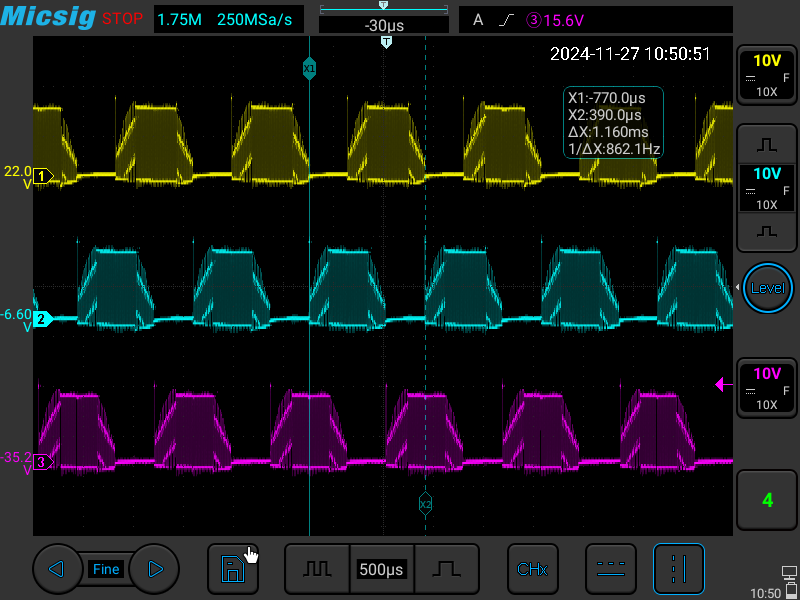 Micsig STOP 1.75M 250MSa/s -30µs A ③15.6V
T
T
2024-11-27 10:50:51
X1
X1:-770.0µs
X2:390.0µs
ΔX:1.160ms
1/ΔX:862.1Hz
10V
F
10X
22.0
V
1
10V
F
10X
Level
-6.60
V
2
10V
F
10X
-35.2
V
3
X2
4
Fine
500µs
CHx
10:50